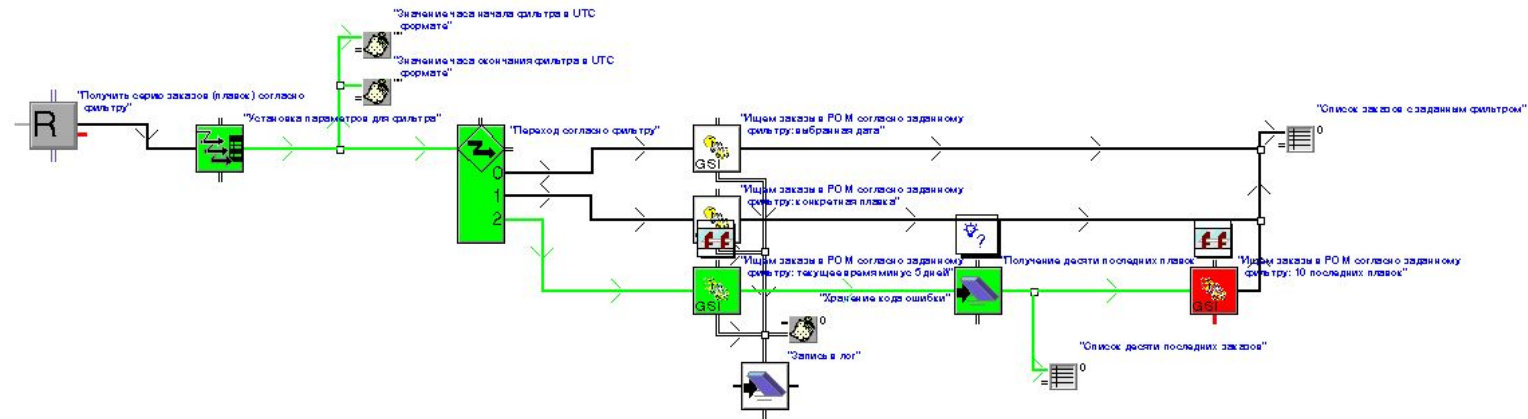 "Значение часа начала фильтра в UTC
формате"
""
"Значение часа окончания фильтра в UTC
формате"
""
"Получить серию заказов (плавок) согласно
фильтру"
R
"Установка параметров для фильтра"
"Переход согласно фильтру"
0
1
2
"Ищем заказы в POM согласно заданному
фильтру: выбранная дата"
GSI
"Список заказов с заданным фильтром"
0
"Ищем заказы в POM согласно заданному
фильтру: конкретная плавка"
?
"Ищем заказы в POM согласно заданному
фильтру: текущее время минус 5 дней"
GSI
"Получение десяти последних плавок"
"Ищем заказы в POM согласно заданному
фильтру: 10 последних плавок"
GSI
"Хранение кода ошибки"
0
"Запись в лог"
"Список десяти последних заказов"
0